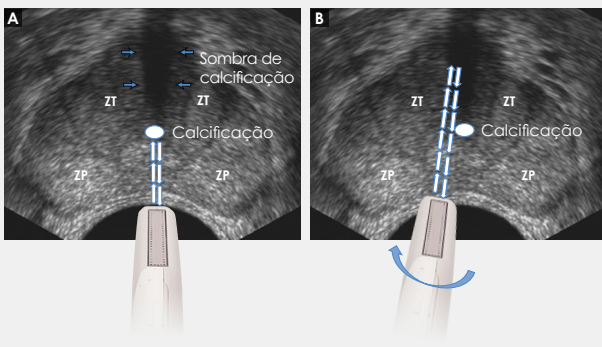 A
Sombra de
calcificação
ZT
ZT
Calcificação
ZP
ZP
B
ZT
ZT
Calcificação
ZP
ZP